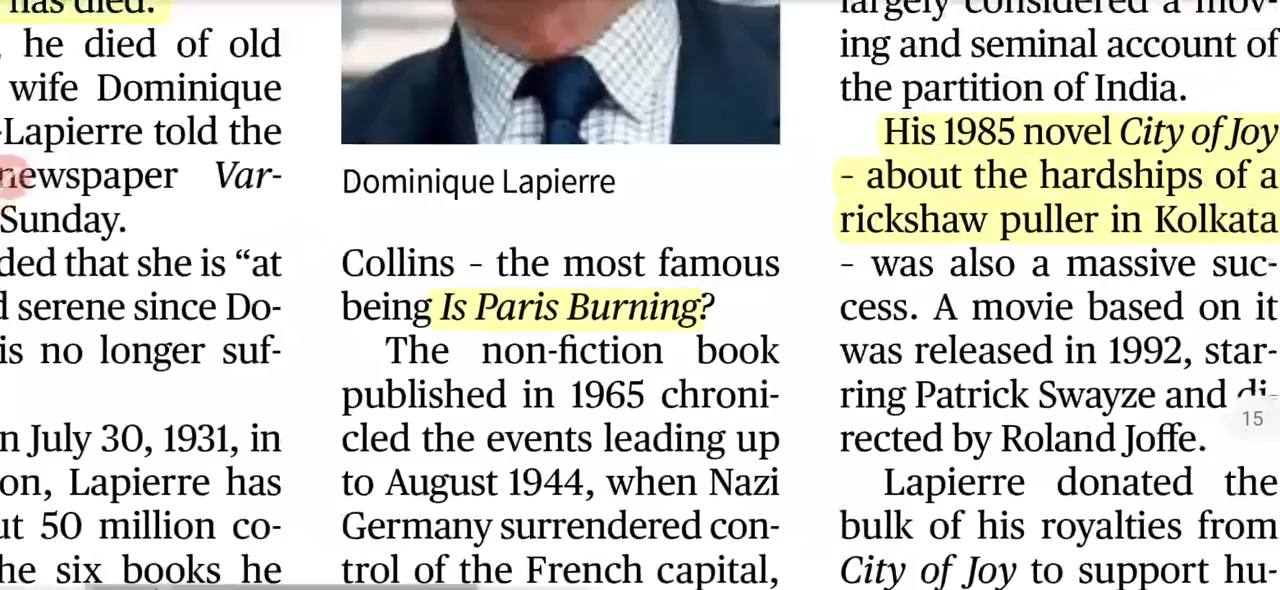 has died.
, he died of old
wife Dominique
-Lapierre told the
newspaper Var-
Sunday.
ded that she is “at
d serene since Do-
is no longer suf-
n July 30, 1931, in
on, Lapierre has
ut 50 million co-
he six books he
Dominique Lapierre
Collins – the most famous
being Is Paris Burning?
The non-fiction book
published in 1965 chroni-
cled the events leading up
to August 1944, when Nazi
Germany surrendered con-
trol of the French capital,
largely considered a mov-
ing and seminal account of
the partition of India.
His 1985 novel City of Joy
– about the hardships of a
rickshaw puller in Kolkata
– was also a massive suc-
cess. A movie based on it
was released in 1992, star-
ring Patrick Swayze and di-
rected by Roland Joffe.
Lapierre donated the
bulk of his royalties from
City of Joy to support hu-
15